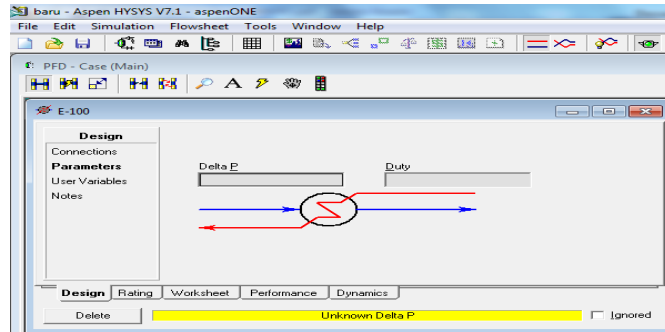 baru - Aspen HYSYS V7.1 - aspenONE
File Edit Simulation Flowsheet Tools Window Help
PFD - Case (Main)
A
E-100
Design
Connections
Parameters
User Variables
Notes
Delta P Duty
Design Rating Worksheet Performance Dynamics
Delete Unknown Delta P Ignored